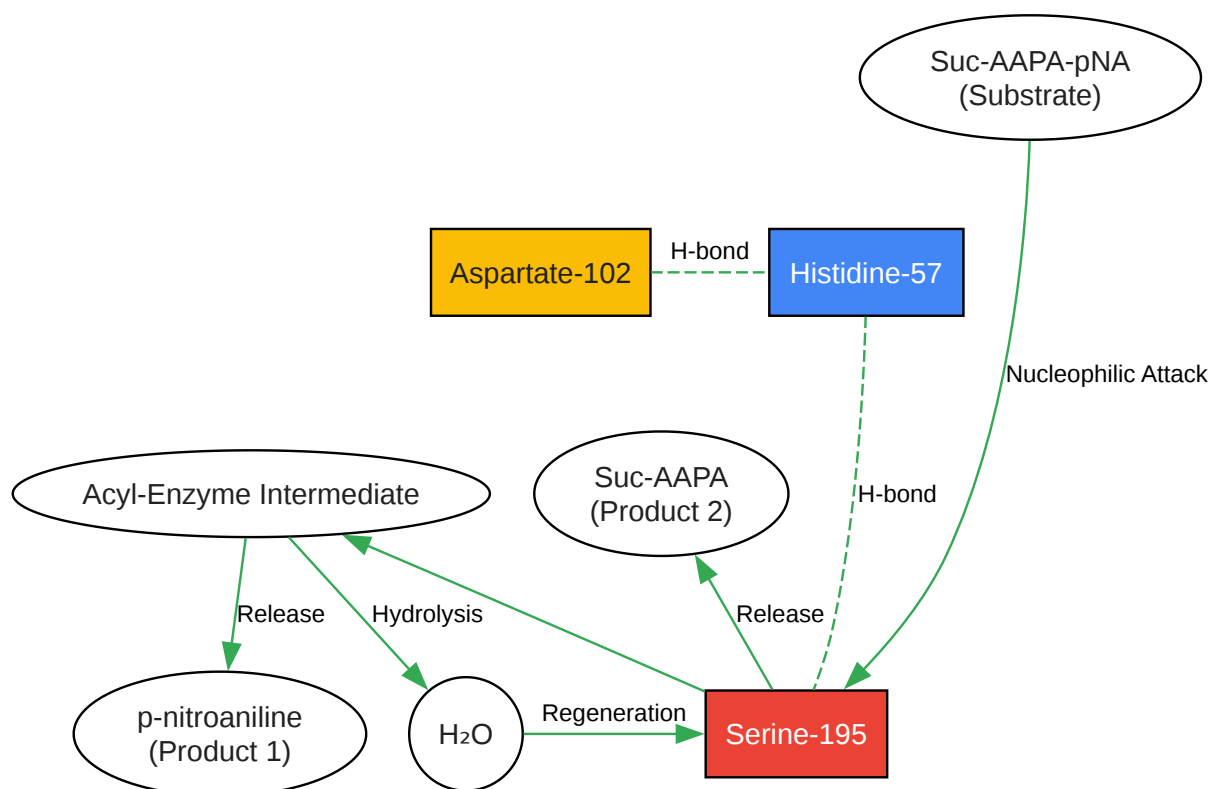 Suc-AAPA-pNA
(Substrate)
H-bond
Aspartate-102
Histidine-57
Nucleophilic Attack
Acyl-Enzyme Intermediate
Suc-AAPA
(Product 2)
H-bond
Release
Hydrolysis
Release
p-nitroaniline
(Product 1)
H₂O
Regeneration
Serine-195